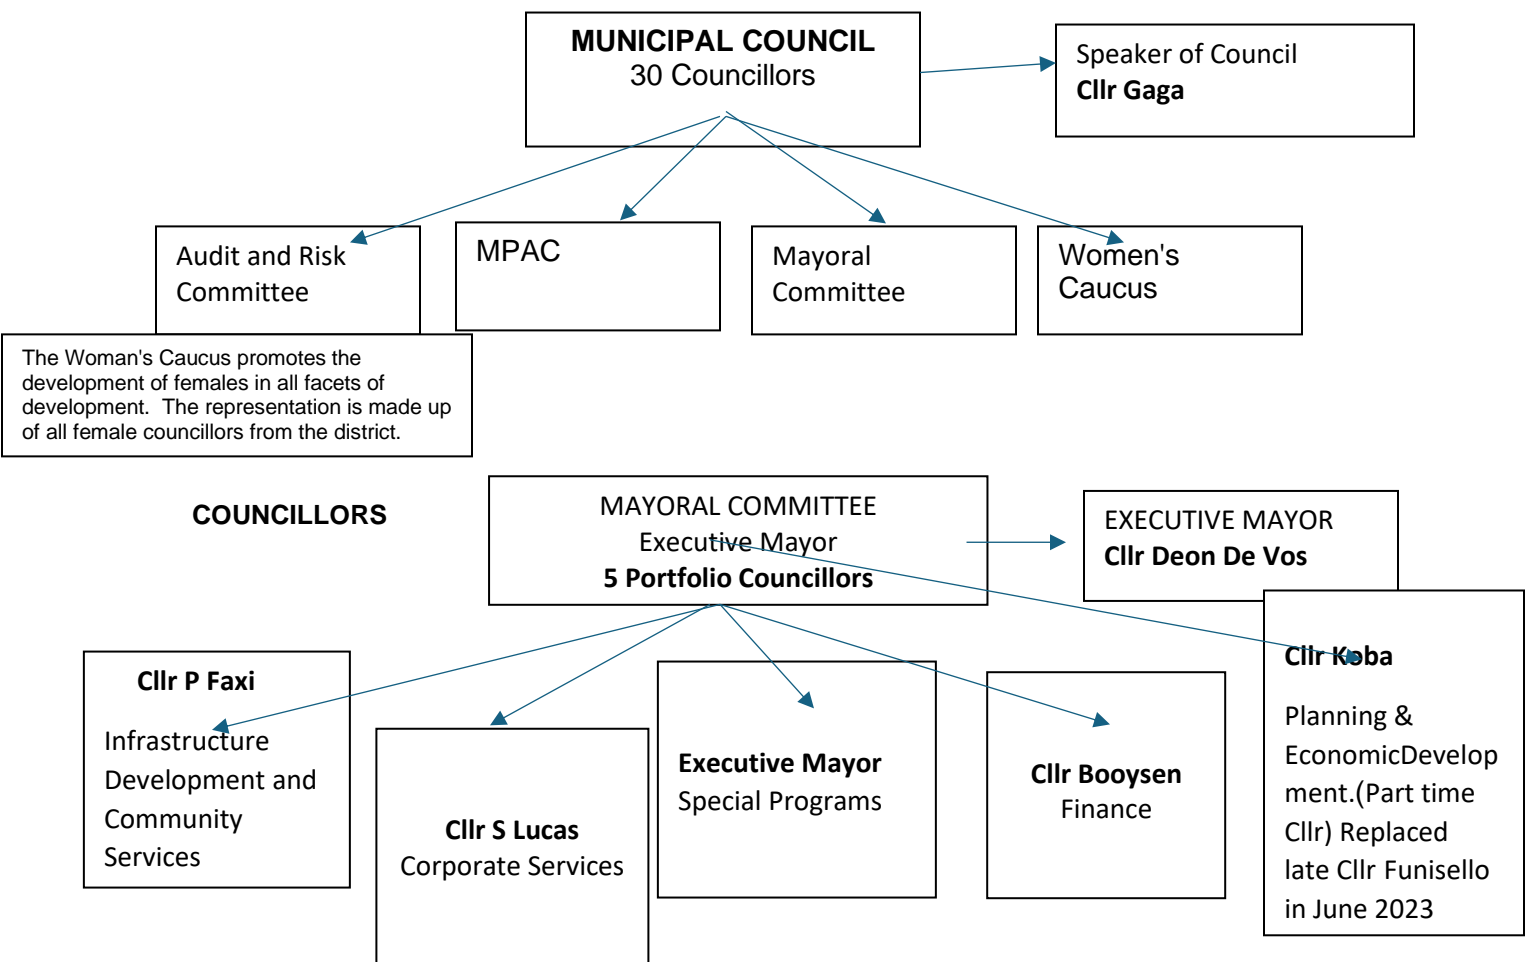 MUNICIPAL COUNCIL
30 Councillors
Speaker of Council
Cllr Gaga
Audit and Risk
Committee
MPAC
Mayoral
Committee
Women's
Caucus
The Woman's Caucus promotes the
development of females in all facets of
development.  The representation is made up
of all female councillors from the district.
COUNCILLORS
MAYORAL COMMITTEE
Executive Mayor
5 Portfolio Councillors
EXECUTIVE MAYOR
Cllr Deon De Vos
Cllr P Faxi
Infrastructure
Development and
Community
Services
Cllr S Lucas
Corporate Services
Executive Mayor
Special Programs
Cllr Booysen
Finance
Cllr Koba
Planning &
EconomicDevelop
ment.(Part time
Cllr) Replaced
late Cllr Funisello
in June 2023